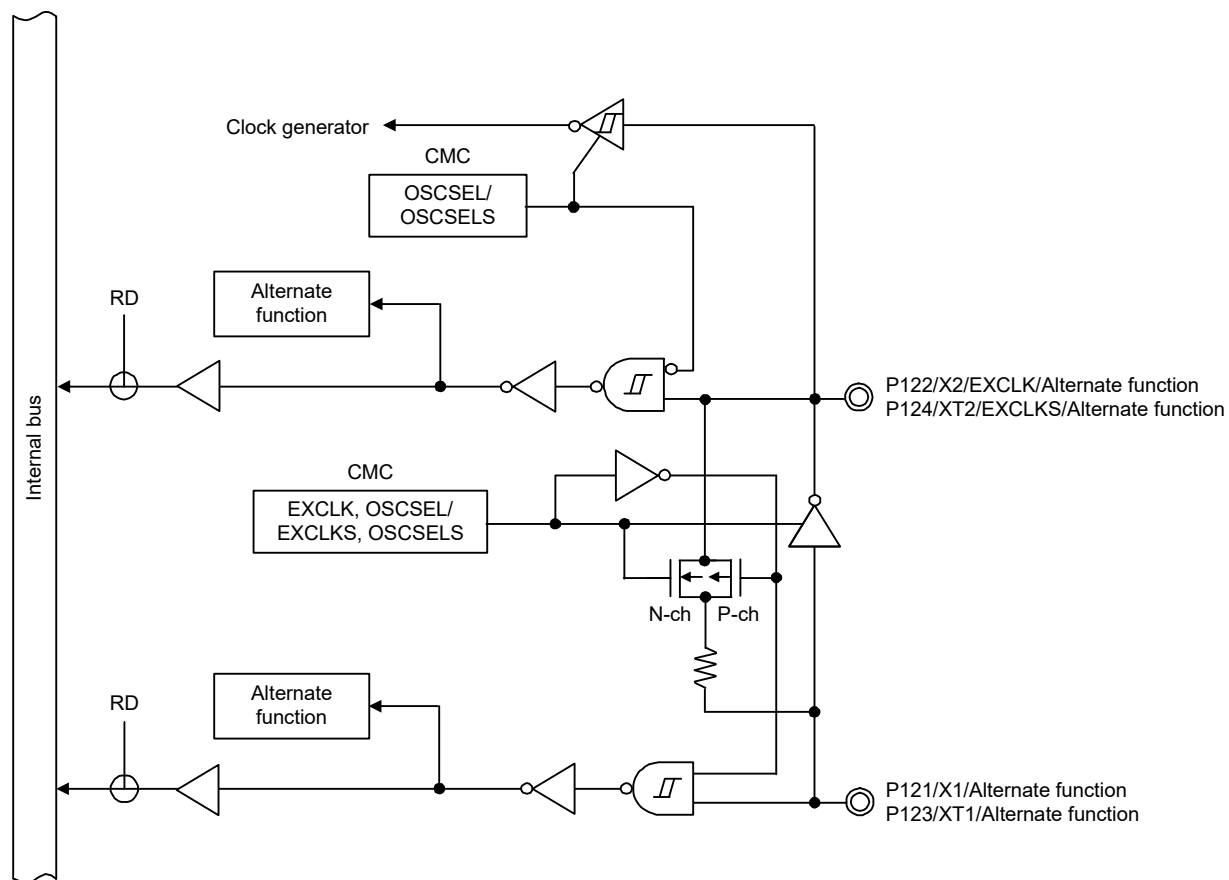 Clock generator
CMC
OSCSEL/
OSCSELS
RD
Alternate
function
P122/X2/EXCLK/Alternate function
P124/XT2/EXCLKS/Alternate function
Internal bus
CMC
EXCLK, OSCSEL/
EXCLKS, OSCSELS
N-ch
P-ch
RD
Alternate
function
P121/X1/Alternate function
P123/XT1/Alternate function